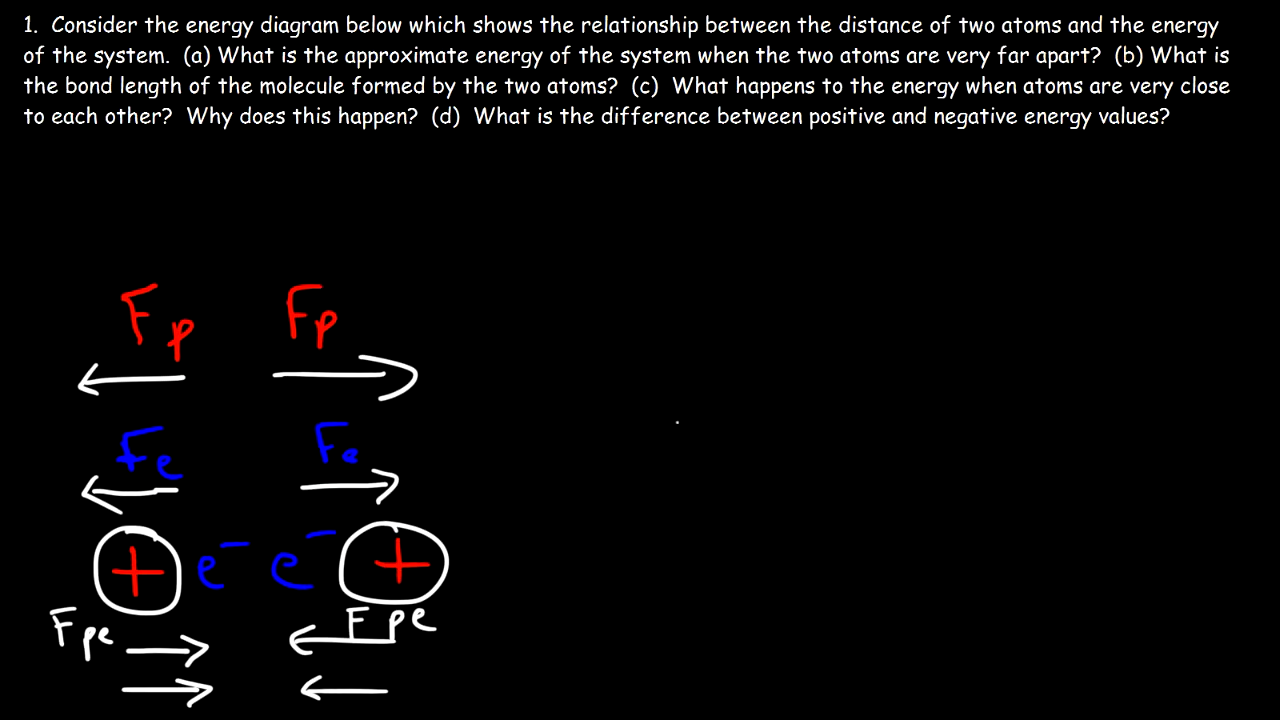 1. Consider the energy diagram below which shows the relationship between the distance of two atoms and the energy
of the system. (a) What is the approximate energy of the system when the two atoms are very far apart? (b) What is
the bond length of the molecule formed by the two atoms? (c) What happens to the energy when atoms are very close
to each other? Why does this happen? (d) What is the difference between positive and negative energy values?
Fp Fp
Fe Fe
+ e⁻ e⁻ +
Fpe Fpe